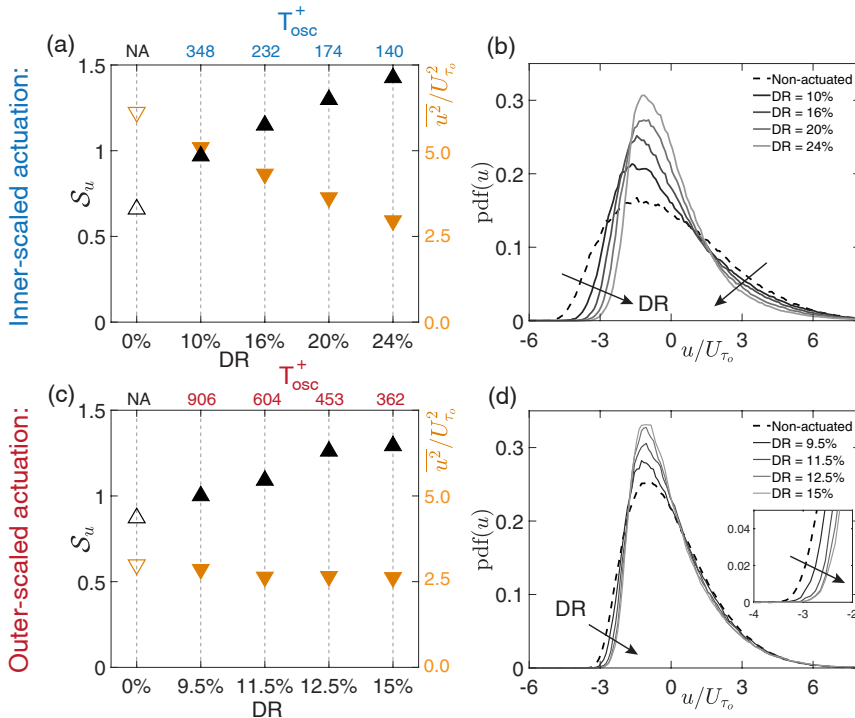 Inner-scaled actuation:
(a)
T⁺osc
NA 348 232 174 140
1.5
1
0.5
0
Sᵤ
7.5
5.0
2.5
0.0
u²/U²τₒ
0% 10% 16% 20% 24%
DR
(b)
Non-actuated
DR = 10%
DR = 16%
DR = 20%
DR = 24%
0.3
0.2
0.1
0
pdf(u)
DR
-6 -3 0 3 6
u/Uτₒ
Outer-scaled actuation:
(c)
T⁺osc
NA 906 604 453 362
1.5
1
0.5
0
Sᵤ
7.5
5.0
2.5
0.0
u²/U²τₒ
0% 9.5% 11.5% 12.5% 15%
DR
(d)
Non-actuated
DR = 9.5%
DR = 11.5%
DR = 12.5%
DR = 15%
0.3
0.2
0.1
0
pdf(u)
DR
0.04
0.02
0
-4 -2
-6 -3 0 3 6
u/Uτₒ